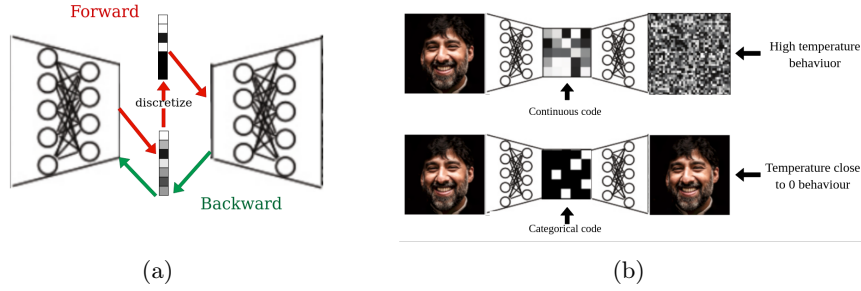 Forward
discretize
Backward
(a)
High temperature
behaviuor
Continuous code
Temperature close
to 0 behaviour
Categorical code
(b)